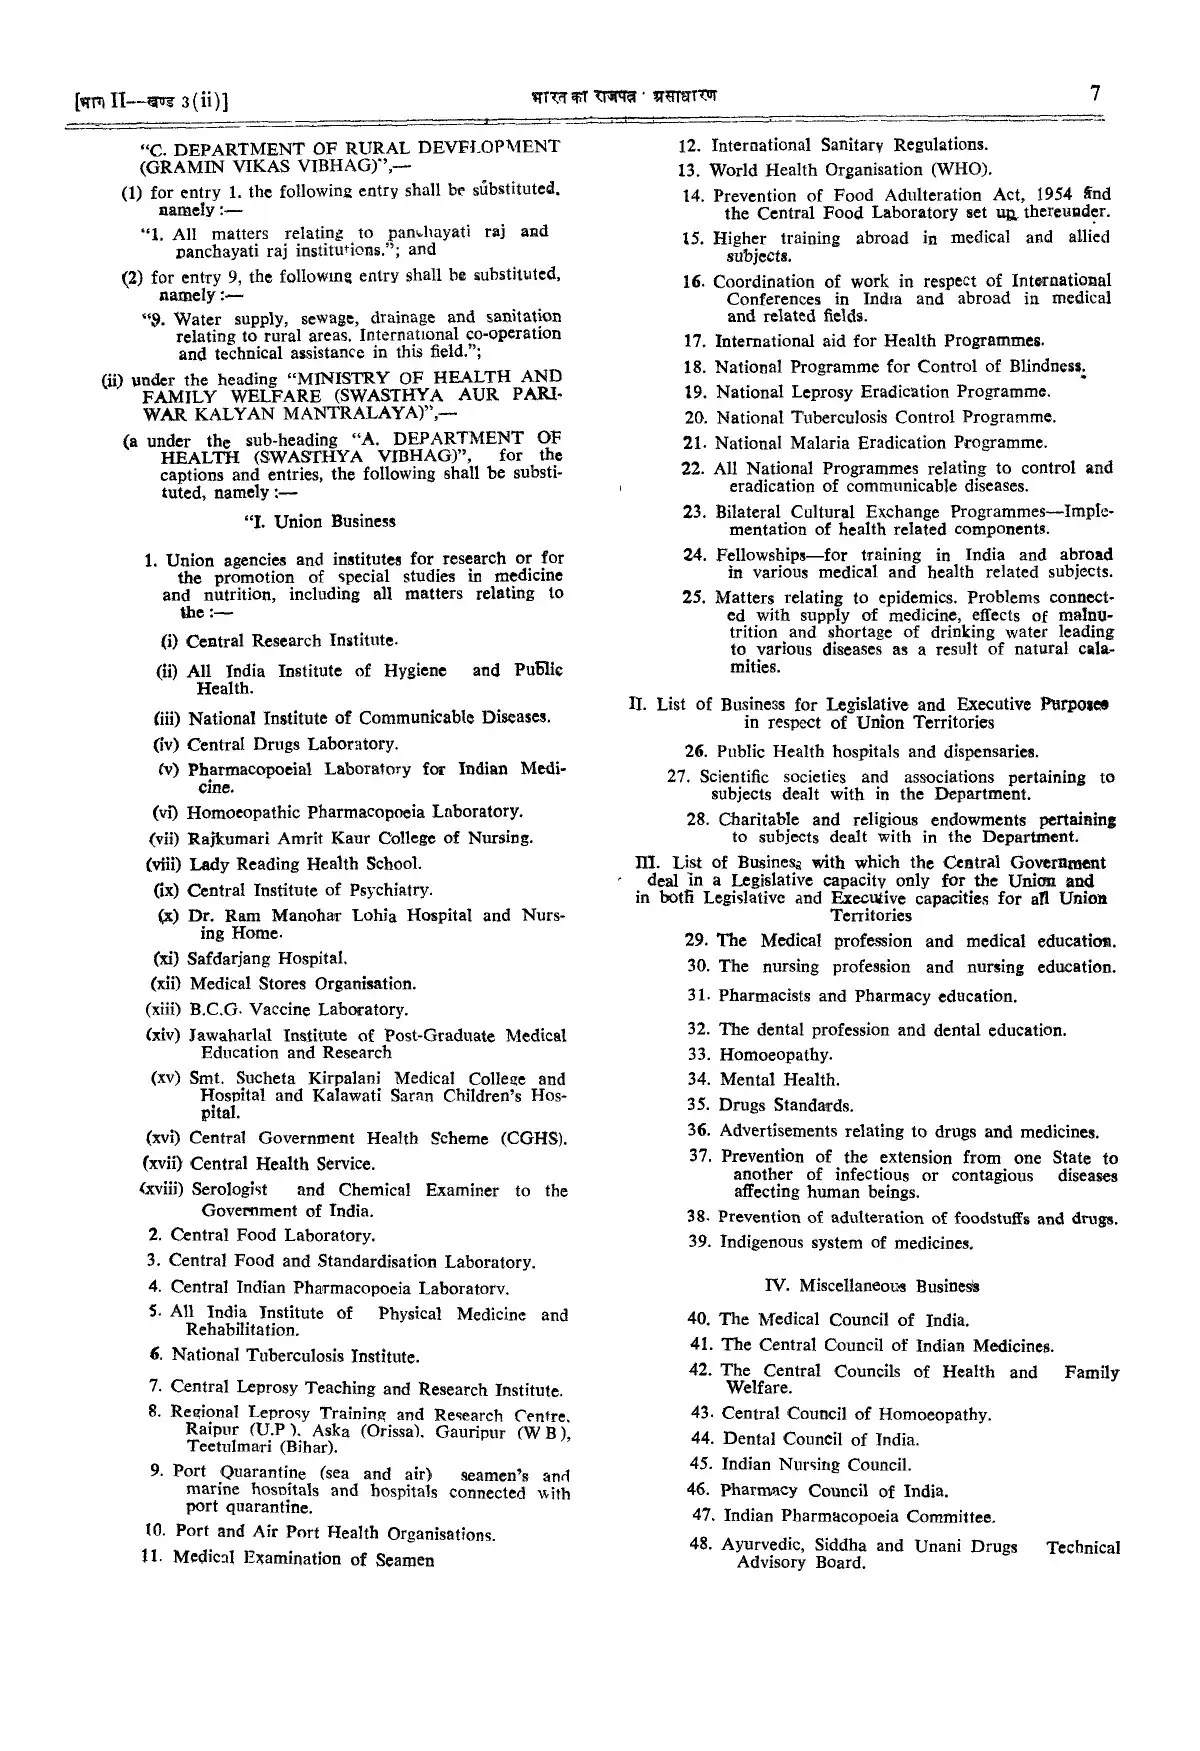 [भाग II—खण्ड 3(ii)]
भारत का राजपत्र : असाधारण
7
"C. DEPARTMENT OF RURAL DEVELOPMENT
(GRAMIN VIKAS VIBHAG)",—
(1) for entry 1. the following entry shall be substituted.
namely :—
"1. All matters relating to panchayati raj and
panchayati raj institutions."; and
(2) for entry 9, the following entry shall be substituted,
namely :—
"9. Water supply, sewage, drainage and sanitation
relating to rural areas. International co-operation
and technical assistance in this field.";
(ii) under the heading "MINISTRY OF HEALTH AND
FAMILY WELFARE (SWASTHYA AUR PARI-
WAR KALYAN MANTRALAYA)",—
(a under the sub-heading "A. DEPARTMENT OF
HEALTH (SWASTHYA VIBHAG)", for the
captions and entries, the following shall be substi-
tuted, namely :—
"I. Union Business
1. Union agencies and institutes for research or for
the promotion of special studies in medicine
and nutrition, including all matters relating to
the :—
(i) Central Research Institute.
(ii) All India Institute of Hygiene and Public
Health.
(iii) National Institute of Communicable Diseases.
(iv) Central Drugs Laboratory.
(v) Pharmacopoeial Laboratory for Indian Medi-
cine.
(vi) Homoeopathic Pharmacopoeia Laboratory.
(vii) Rajkumari Amrit Kaur College of Nursing.
(viii) Lady Reading Health School.
(ix) Central Institute of Psychiatry.
(x) Dr. Ram Manohar Lohia Hospital and Nurs-
ing Home.
(xi) Safdarjang Hospital.
(xii) Medical Stores Organisation.
(xiii) B.C.G. Vaccine Laboratory.
(xiv) Jawaharlal Institute of Post-Graduate Medical
Education and Research
(xv) Smt. Sucheta Kirpalani Medical College and
Hospital and Kalawati Saran Children's Hos-
pital.
(xvi) Central Government Health Scheme (CGHS).
(xvii) Central Health Service.
(xviii) Serologist and Chemical Examiner to the
Government of India.
2. Central Food Laboratory.
3. Central Food and Standardisation Laboratory.
4. Central Indian Pharmacopoeia Laboratory.
5. All India Institute of Physical Medicine and
Rehabilitation.
6. National Tuberculosis Institute.
7. Central Leprosy Teaching and Research Institute.
8. Regional Leprosy Training and Research Centre.
Raipur (U.P ). Aska (Orissa). Gauripur (W B),
Teetulmari (Bihar).
9. Port Quarantine (sea and air) seamen's and
marine hospitals and hospitals connected with
port quarantine.
10. Port and Air Port Health Organisations.
11. Medical Examination of Seamen
12. International Sanitary Regulations.
13. World Health Organisation (WHO).
14. Prevention of Food Adulteration Act, 1954 and
the Central Food Laboratory set up thereunder.
15. Higher training abroad in medical and allied
subjects.
16. Coordination of work in respect of International
Conferences in India and abroad in medical
and related fields.
17. International aid for Health Programmes.
18. National Programme for Control of Blindness.
19. National Leprosy Eradication Programme.
20. National Tuberculosis Control Programme.
21. National Malaria Eradication Programme.
22. All National Programmes relating to control and
eradication of communicable diseases.
23. Bilateral Cultural Exchange Programmes—Imple-
mentation of health related components.
24. Fellowships—for training in India and abroad
in various medical and health related subjects.
25. Matters relating to epidemics. Problems connect-
ed with supply of medicine, effects of malnu-
trition and shortage of drinking water leading
to various diseases as a result of natural cala-
mities.
II. List of Business for Legislative and Executive Purposes
in respect of Union Territories
26. Public Health hospitals and dispensaries.
27. Scientific societies and associations pertaining to
subjects dealt with in the Department.
28. Charitable and religious endowments pertaining
to subjects dealt with in the Department.
III. List of Business with which the Central Government
deal in a Legislative capacity only for the Union and
in both Legislative and Executive capacities for all Union
Territories
29. The Medical profession and medical education.
30. The nursing profession and nursing education.
31. Pharmacists and Pharmacy education.
32. The dental profession and dental education.
33. Homoeopathy.
34. Mental Health.
35. Drugs Standards.
36. Advertisements relating to drugs and medicines.
37. Prevention of the extension from one State to
another of infectious or contagious diseases
affecting human beings.
38. Prevention of adulteration of foodstuffs and drugs.
39. Indigenous system of medicines.
IV. Miscellaneous Business
40. The Medical Council of India.
41. The Central Council of Indian Medicines.
42. The Central Councils of Health and Family
Welfare.
43. Central Council of Homoeopathy.
44. Dental Council of India.
45. Indian Nursing Council.
46. Pharmacy Council of India.
47. Indian Pharmacopoeia Committee.
48. Ayurvedic, Siddha and Unani Drugs Technical
Advisory Board.